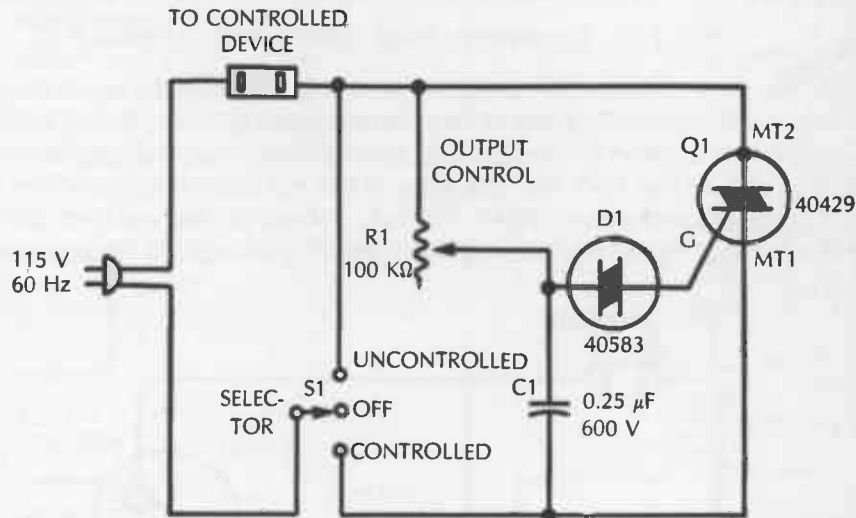 TO CONTROLLED
DEVICE
OUTPUT
CONTROL
Q1
MT2
40429
D1
G
MT1
R1
100 KΩ
115 V
60 Hz
40583
UNCONTROLLED
S1
SELEC-
TOR
OFF
C1
0.25 μF
600 V
CONTROLLED